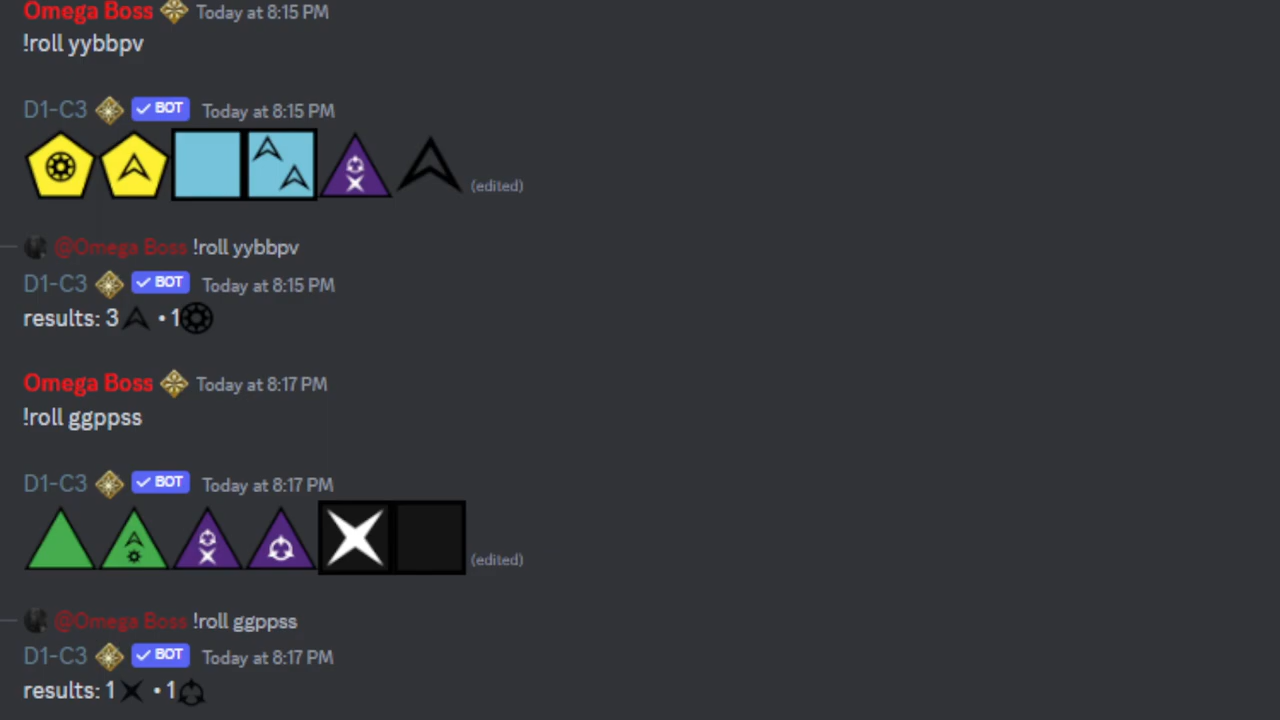 Omega Boss Today at 8:15 PM
!roll yybbpv
D1-C3 BOT Today at 8:15 PM
(edited)
@Omega Boss !roll yybbpv
D1-C3 BOT Today at 8:15 PM
results: 3 • 1
Omega Boss Today at 8:17 PM
!roll ggppss
D1-C3 BOT Today at 8:17 PM
(edited)
@Omega Boss !roll ggppss
D1-C3 BOT Today at 8:17 PM
results: 1 • 1